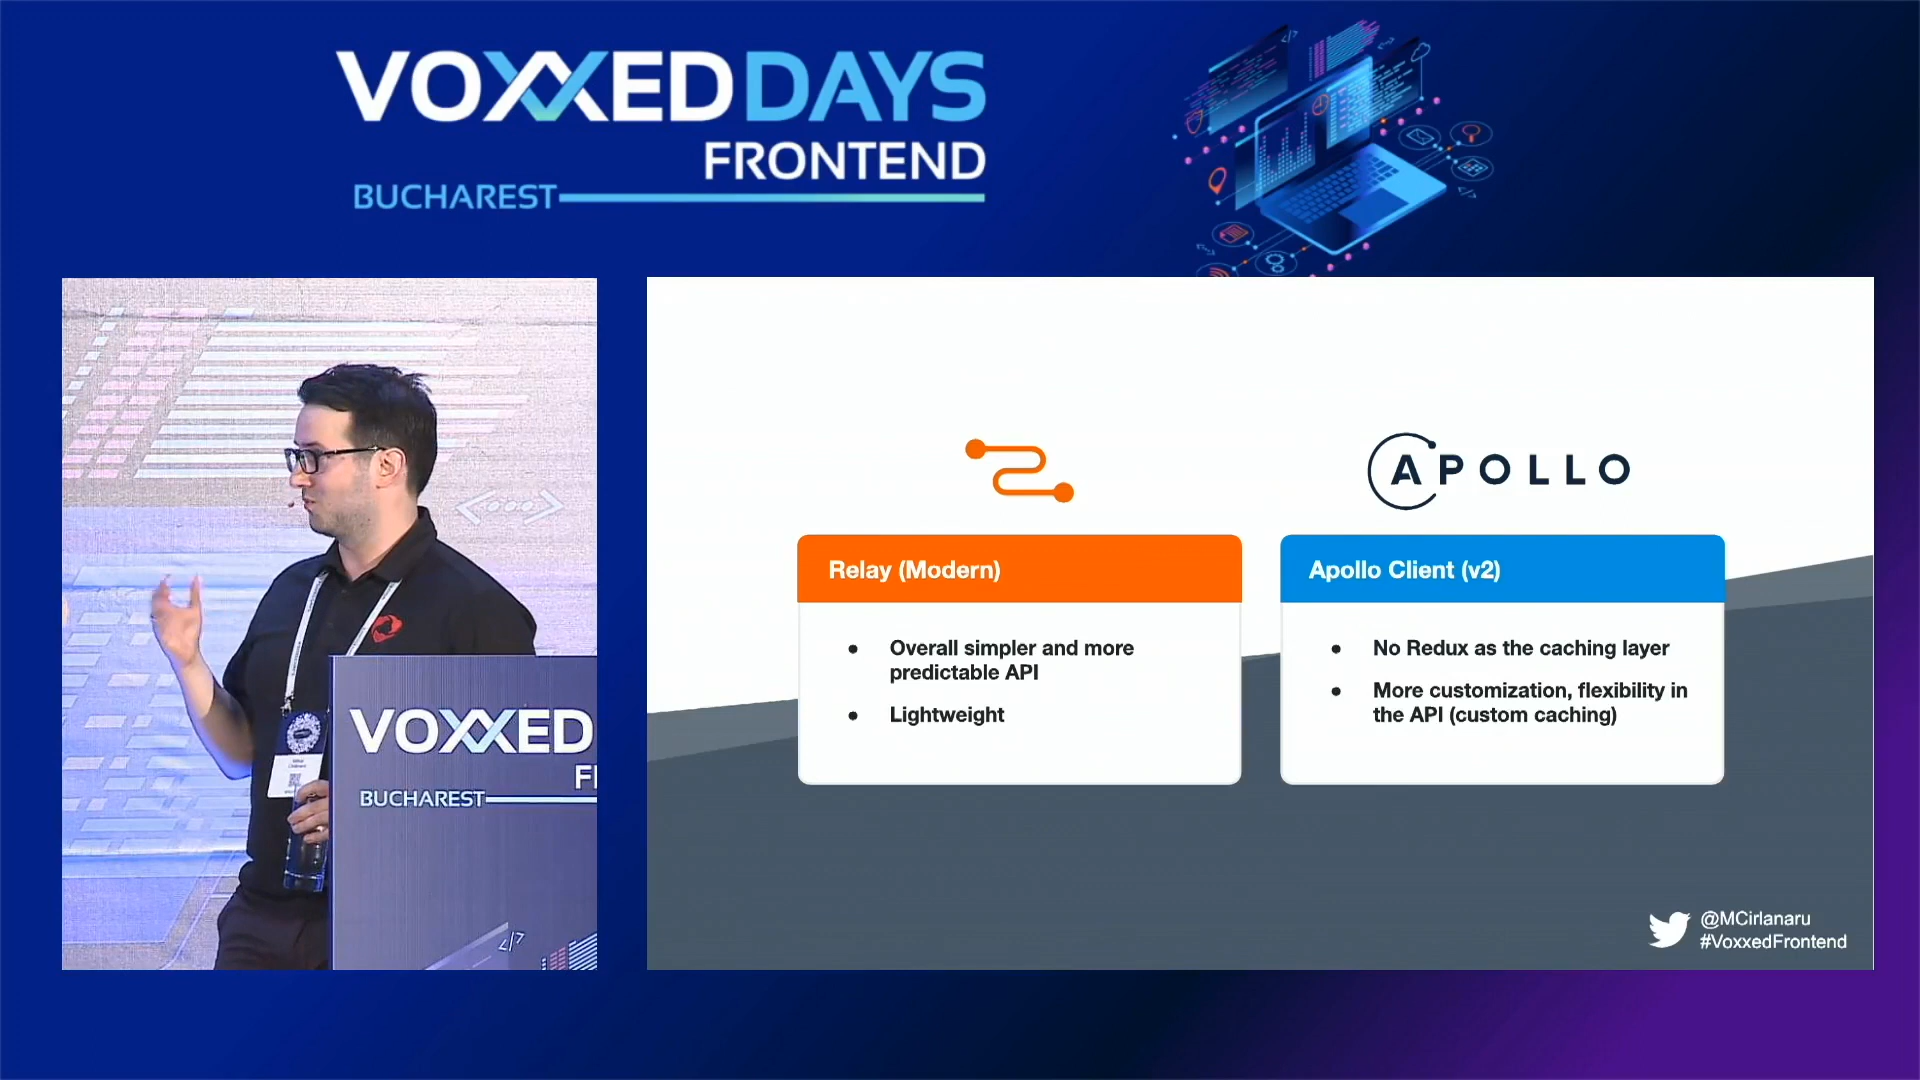 VOXXED DAYS
FRONTEND
BUCHAREST
VOXXED
F
BUCHAREST
APOLLO
Relay (Modern)
Overall simpler and more
predictable API
Lightweight
Apollo Client (v2)
No Redux as the caching layer
More customization, flexibility in
the API (custom caching)
@MCirlanaru
#VoxxedFrontend